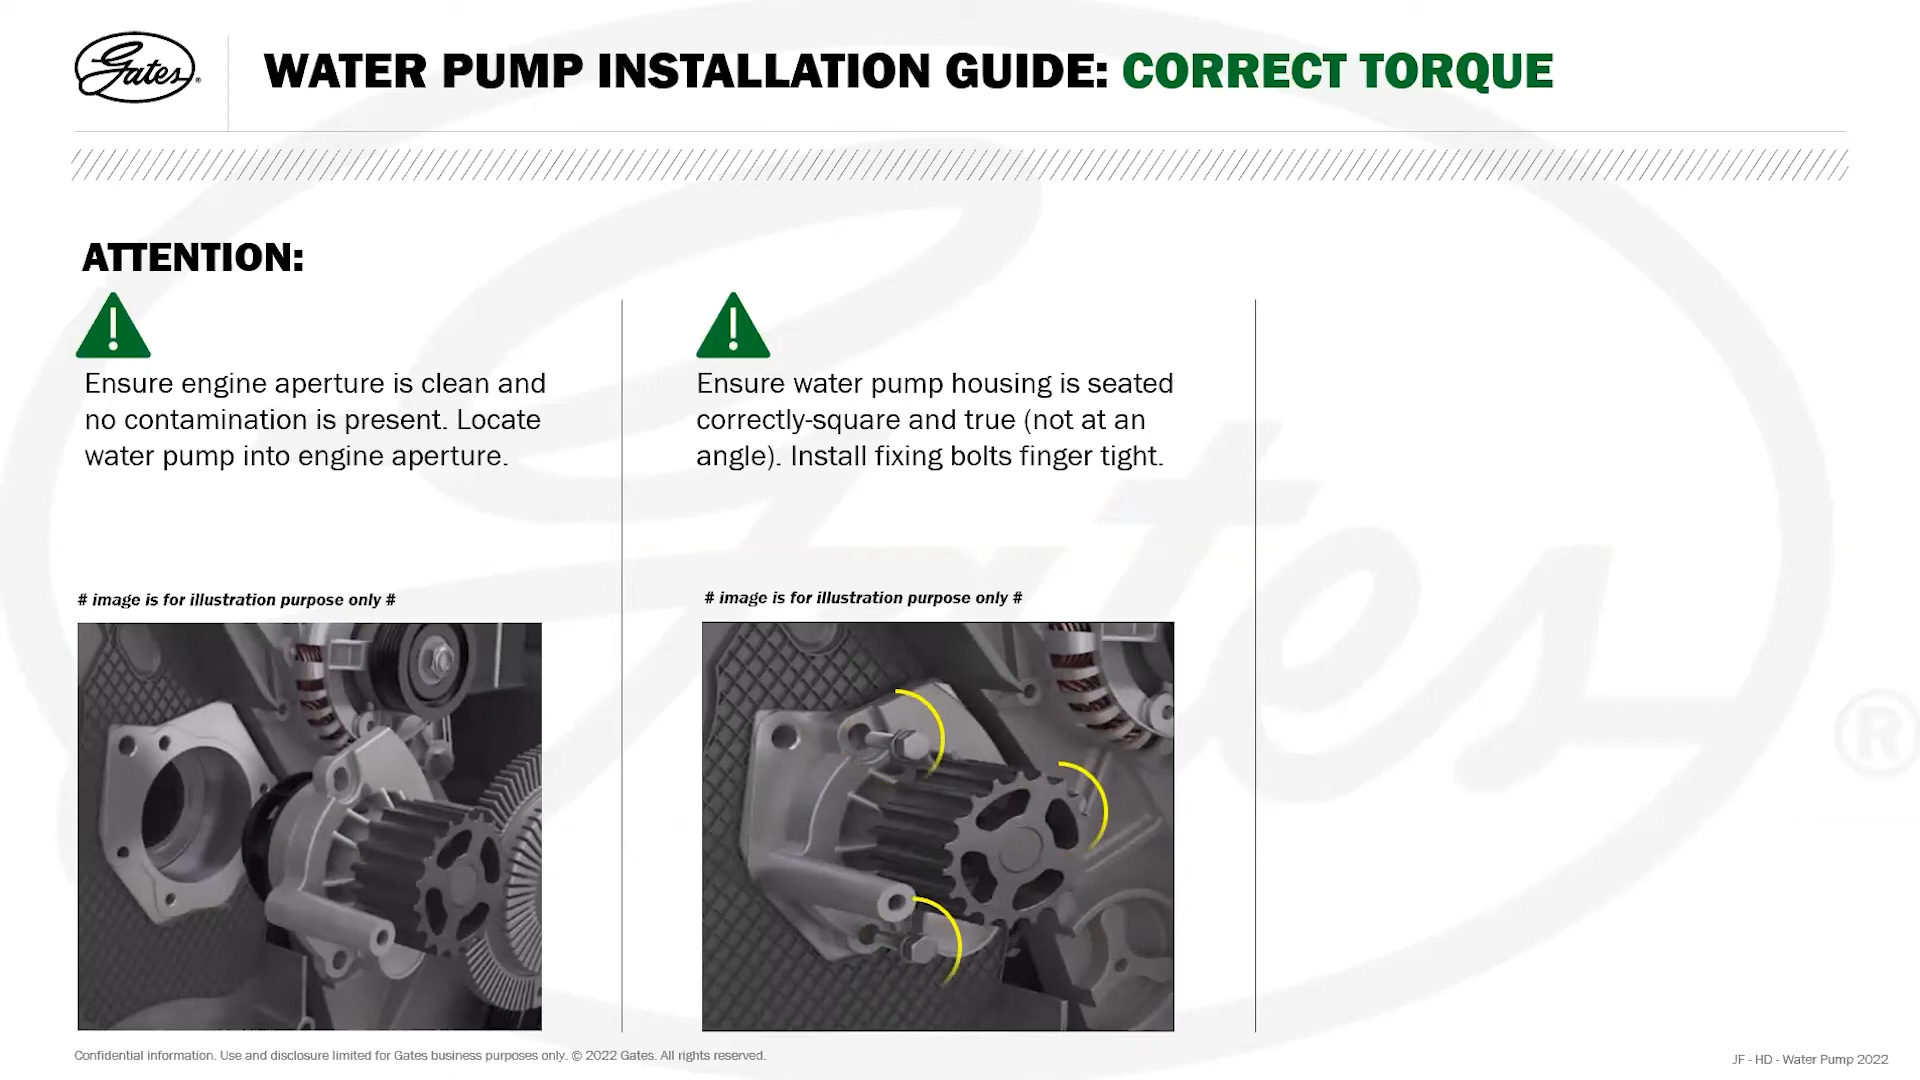 Gates®
WATER PUMP INSTALLATION GUIDE: CORRECT TORQUE
ATTENTION:
Ensure engine aperture is clean and
no contamination is present. Locate
water pump into engine aperture.
# image is for illustration purpose only #
Ensure water pump housing is seated
correctly-square and true (not at an
angle). Install fixing bolts finger tight.
# image is for illustration purpose only #
Gates®
Confidential information. Use and disclosure limited for Gates business purposes only. © 2022 Gates. All rights reserved.
JF - HD - Water Pump 2022